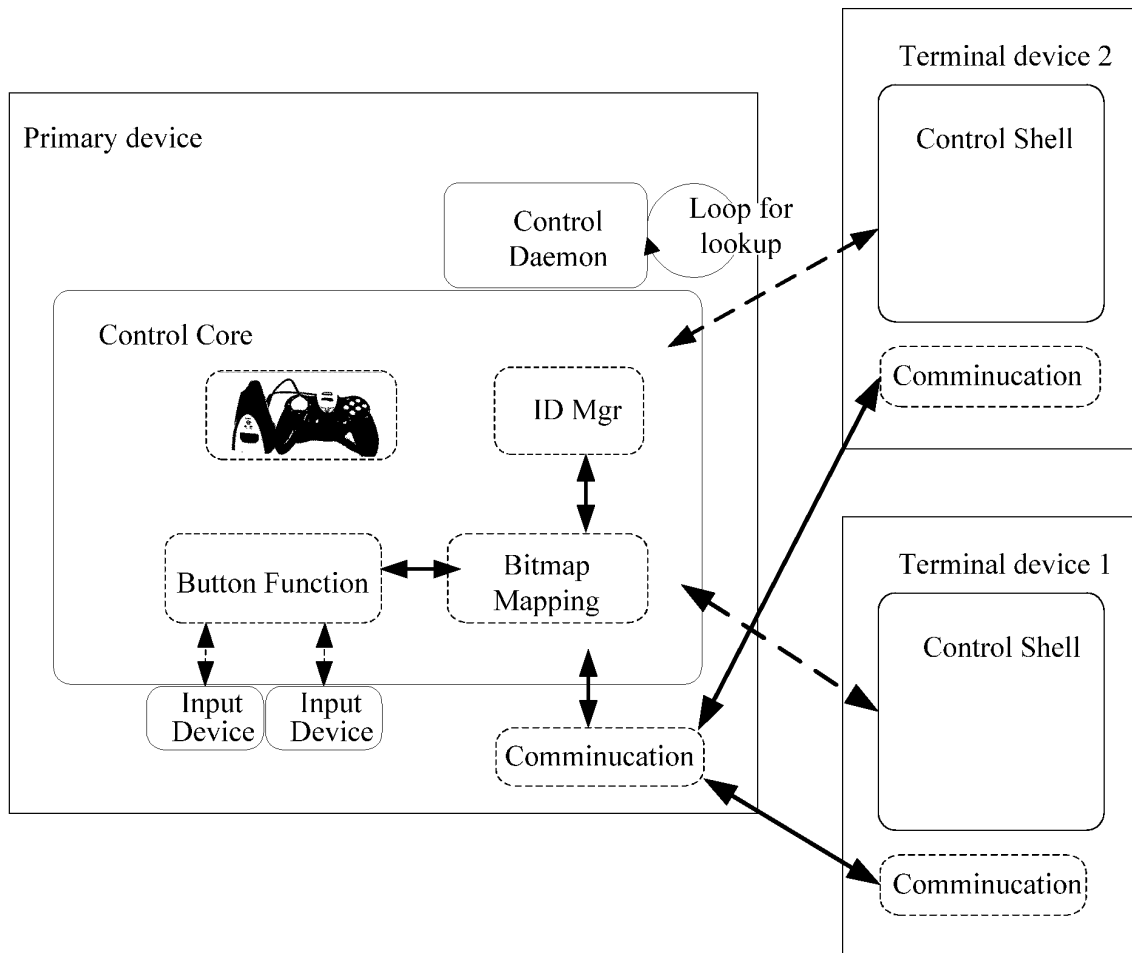 Terminal device 2
Control Shell
Comminucation
Primary device
Control
Daemon
Loop for
lookup
Control Core
ID Mgr
Button Function
Bitmap
Mapping
Input
Device
Input
Device
Comminucation
Terminal device 1
Control Shell
Comminucation